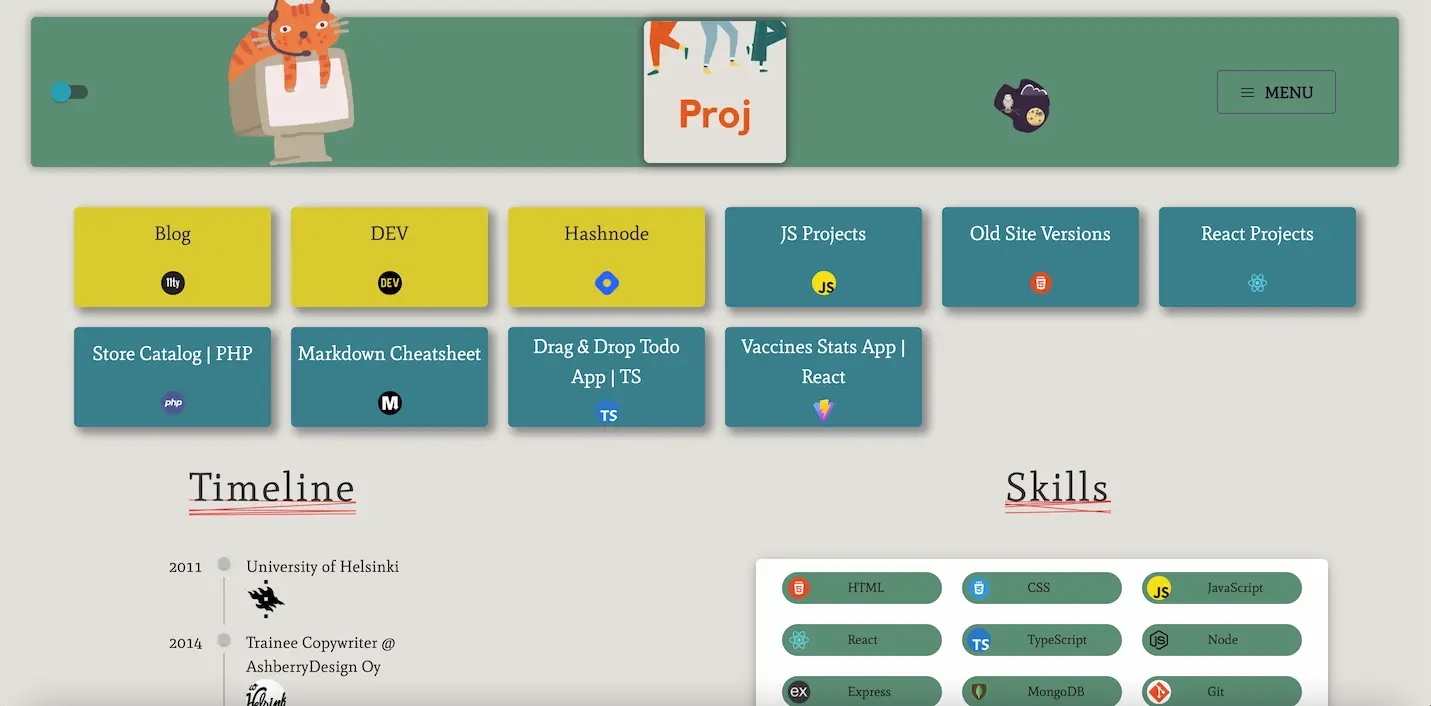 Proj
MENU
Blog
DEV
Hashnode
JS Projects
Old Site Versions
React Projects
11ty
DEV
JS
Store Catalog | PHP
Markdown Cheatsheet
Drag & Drop Todo
App | TS
Vaccines Stats App |
React
php
M
TS
Timeline
Skills
2011
University of Helsinki
2014
Trainee Copywriter @
AshberryDesign Oy
Helsink
HTML
CSS
JS
JavaScript
React
TS
TypeScript
JS
Node
ex
Express
MongoDB
Git